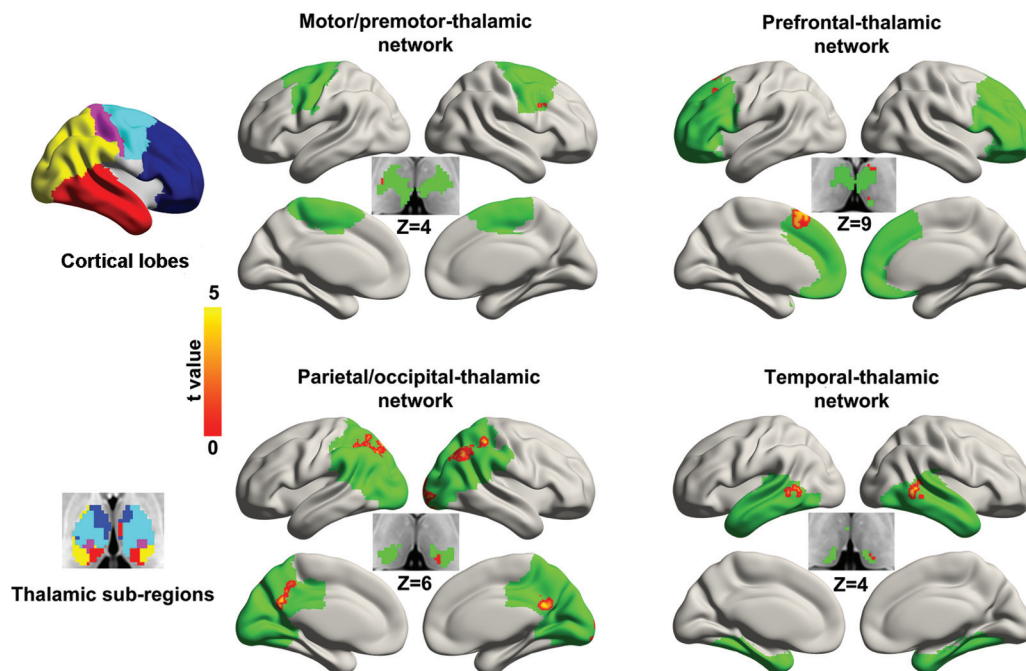 Motor/premotor-thalamic
network
Prefrontal-thalamic
network
Z=4
Z=9
Cortical lobes
5
t value
0
Parietal/occipital-thalamic
network
Temporal-thalamic
network
Z=6
Z=4
Thalamic sub-regions